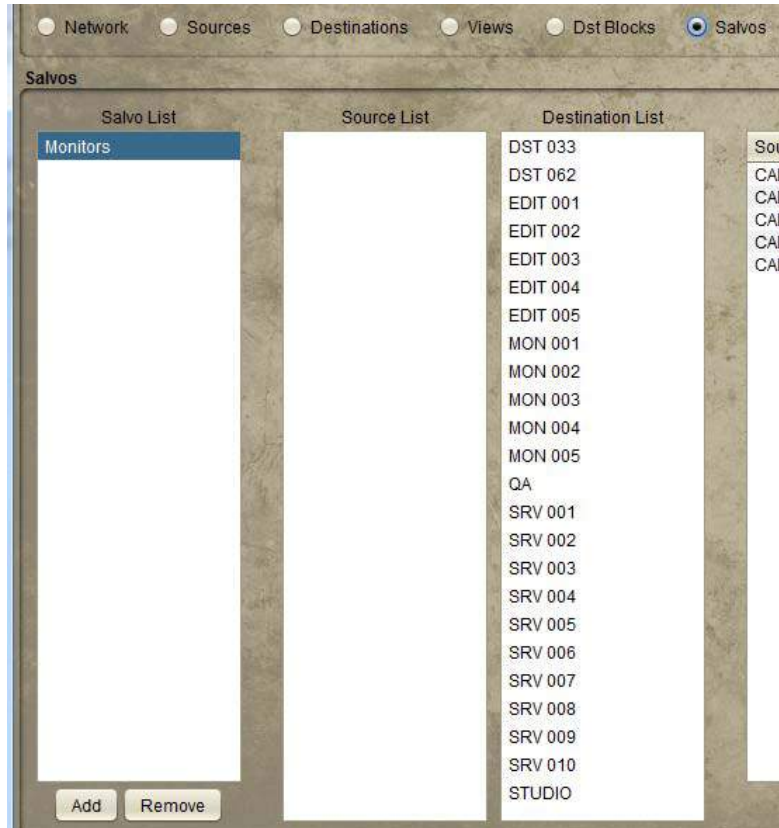 Network Sources Destinations Views Dst Blocks Salvos
Salvos
Salvo List Source List Destination List
Monitors
DST 033
DST 062
EDIT 001
EDIT 002
EDIT 003
EDIT 004
EDIT 005
MON 001
MON 002
MON 003
MON 004
MON 005
QA
SRV 001
SRV 002
SRV 003
SRV 004
SRV 005
SRV 006
SRV 007
SRV 008
SRV 009
SRV 010
STUDIO
Add Remove